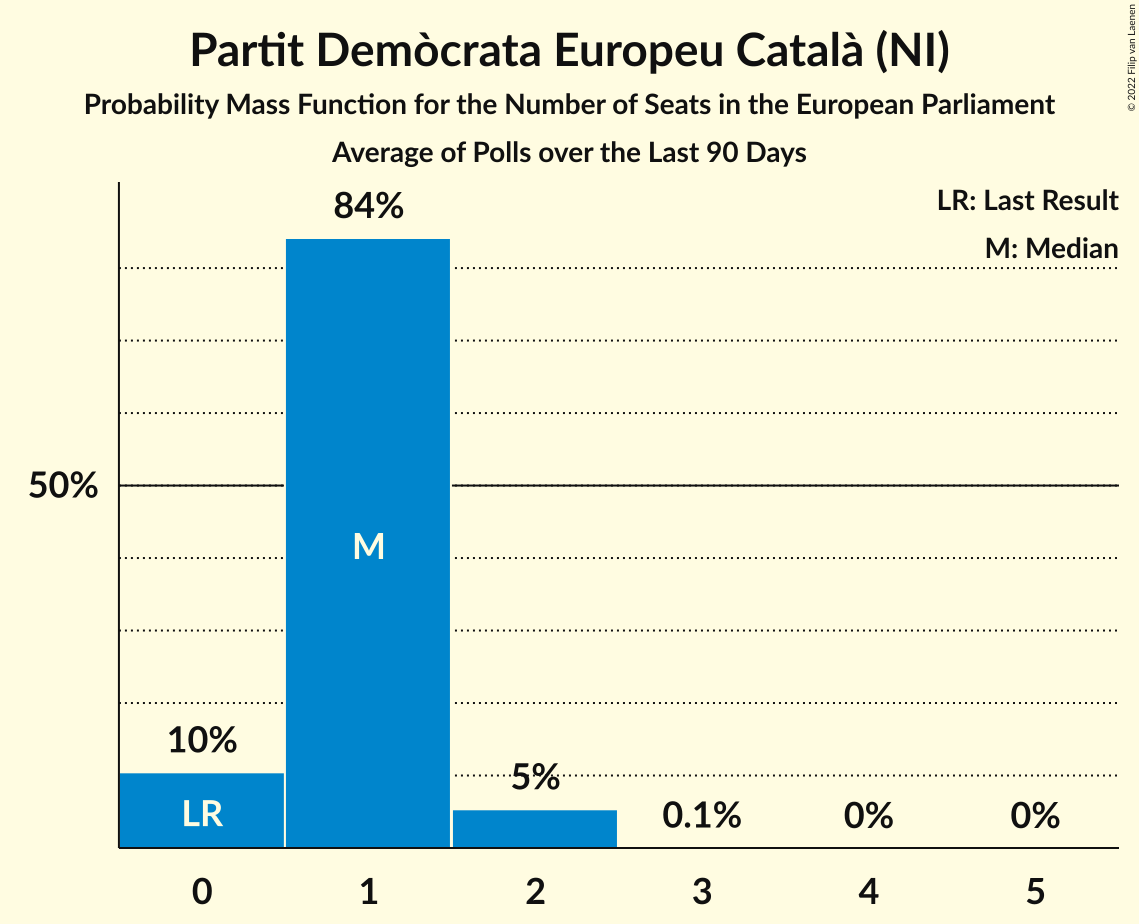 Partit Demòcrata Europeu Català (NI)
Probability Mass Function for the Number of Seats in the European Parliament
Average of Polls over the Last 90 Days
© 2022 Filip van Laenen
LR: Last Result
M: Median
84%
50%
M
10%
LR
5%
0.1%
0%
0%
0 1 2 3 4 5